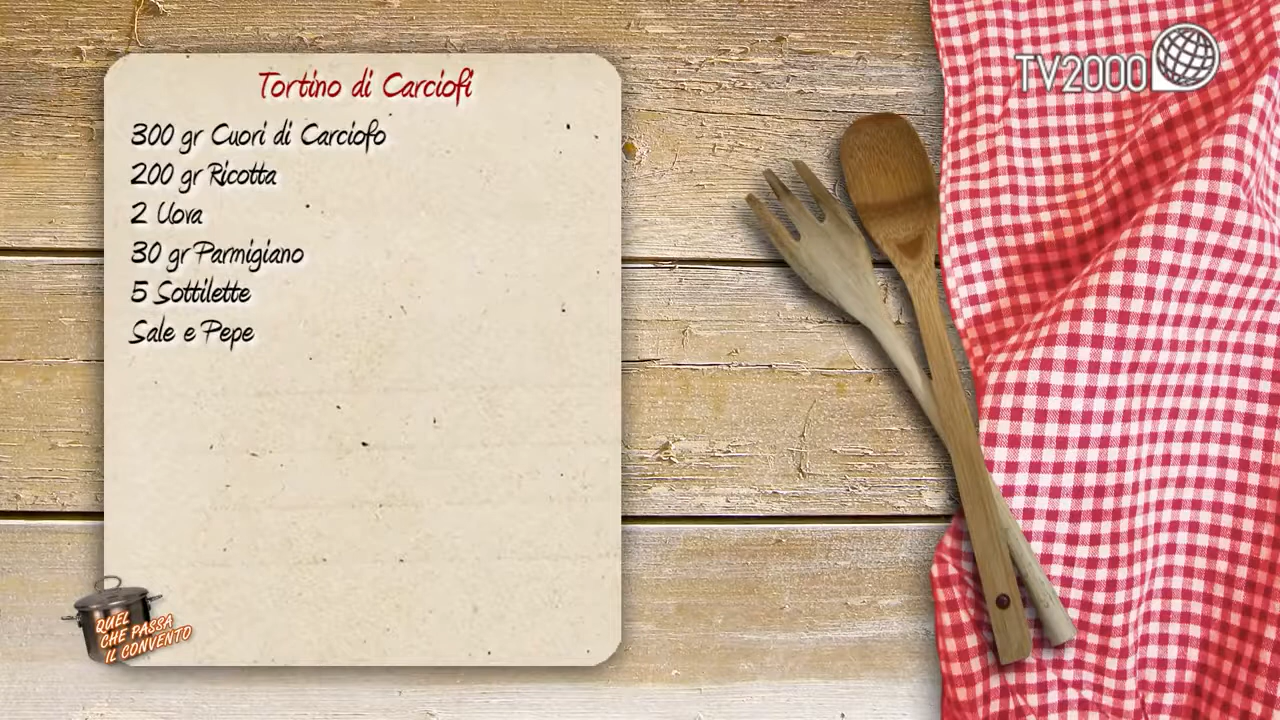 TV2000
Tortino di Carciofi
300 gr Cuori di Carciofo
200 gr Ricotta
2 Uova
30 gr Parmigiano
5 Sottilette
Sale e Pepe
QUEL
CHE PASSA
IL CONVENTO